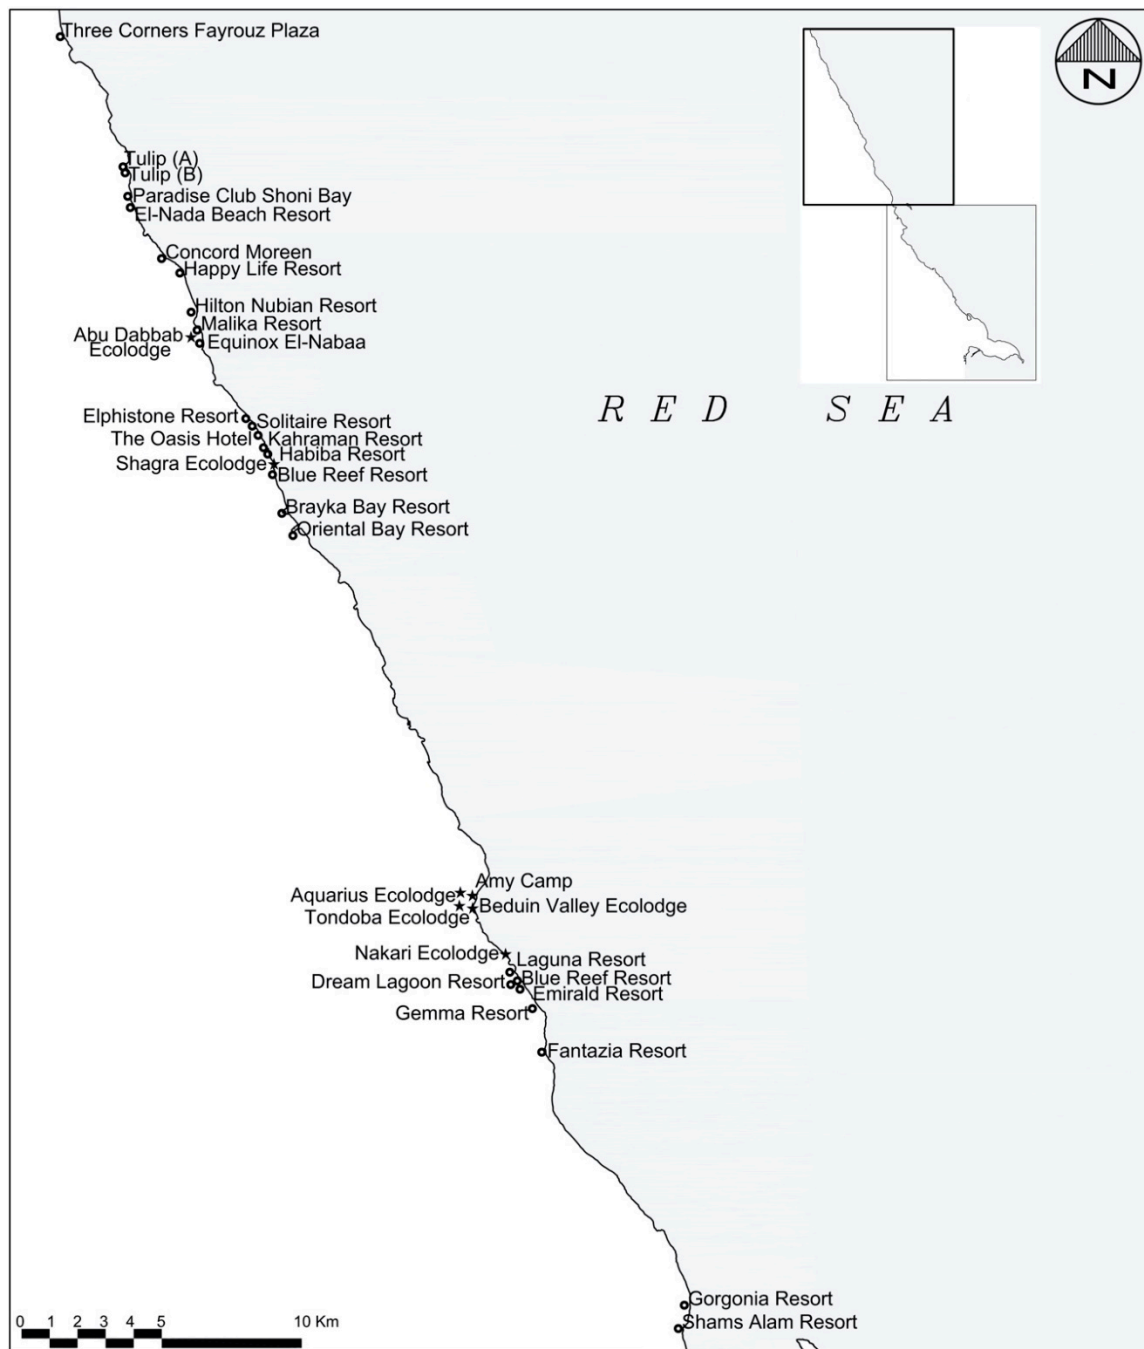 Three Corners Fayrouz Plaza
N
Tulip (A)
Tulip (B)
Paradise Club Shoni Bay
El-Nada Beach Resort
Concord Moreen
Happy Life Resort
Hilton Nubian Resort
Malika Resort
Abu Dabbab
Ecolodge
Equinox El-Nabaa
RED SEA
Elphistone Resort
Solitaire Resort
The Oasis Hotel
Kahraman Resort
Habiba Resort
Shagra Ecolodge
Blue Reef Resort
Brayka Bay Resort
Oriental Bay Resort
Amy Camp
Aquarius Ecolodge
Beduin Valley Ecolodge
Tondoba Ecolodge
Nakari Ecolodge
Laguna Resort
Blue Reef Resort
Dream Lagoon Resort
Emirald Resort
Gemma Resort
Fantazia Resort
Gorgonia Resort
Shams Alam Resort
0 1 2 3 4 5 10 Km